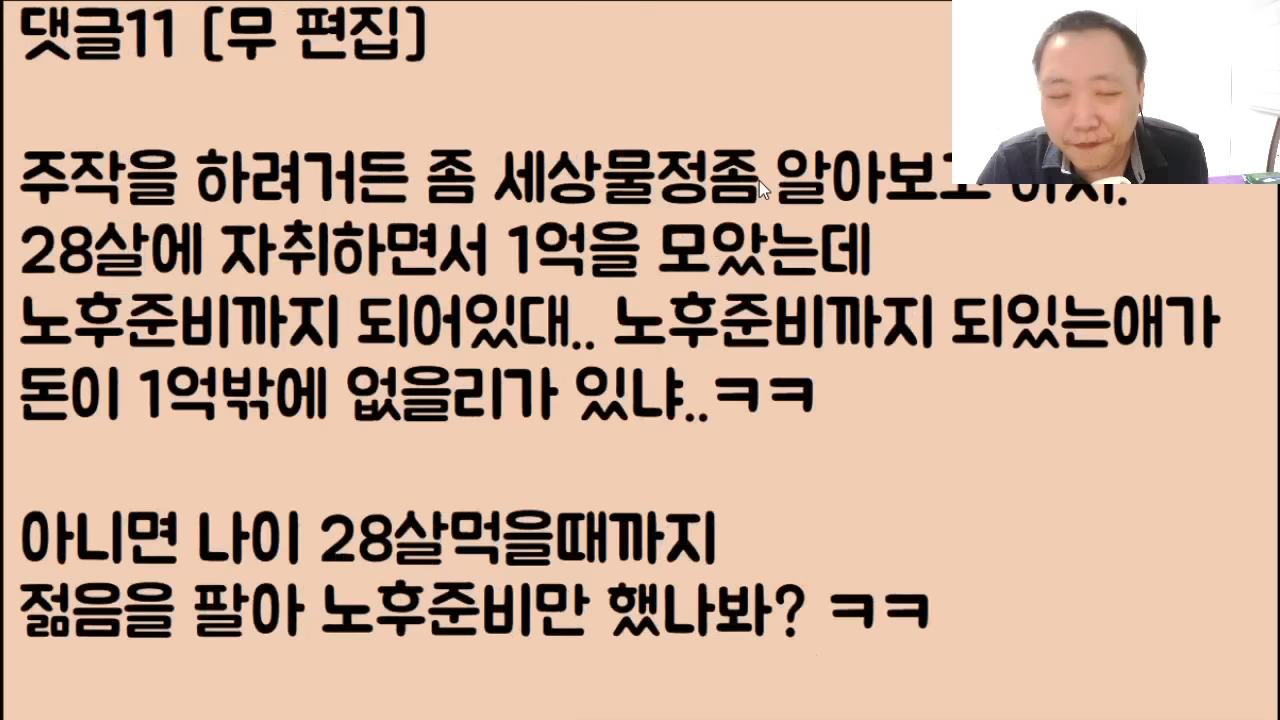 댓글11 [무 편집]
주작을 하려거든 좀 세상물정좀 알아보고
28살에 자취하면서 1억을 모았는데
노후준비까지 되어있대.. 노후준비까지 되있는애가
돈이 1억밖에 없을리가 있냐..ㅋㅋ
아니면 나이 28살먹을때까지
젊음을 팔아 노후준비만 했나봐? ㅋㅋ